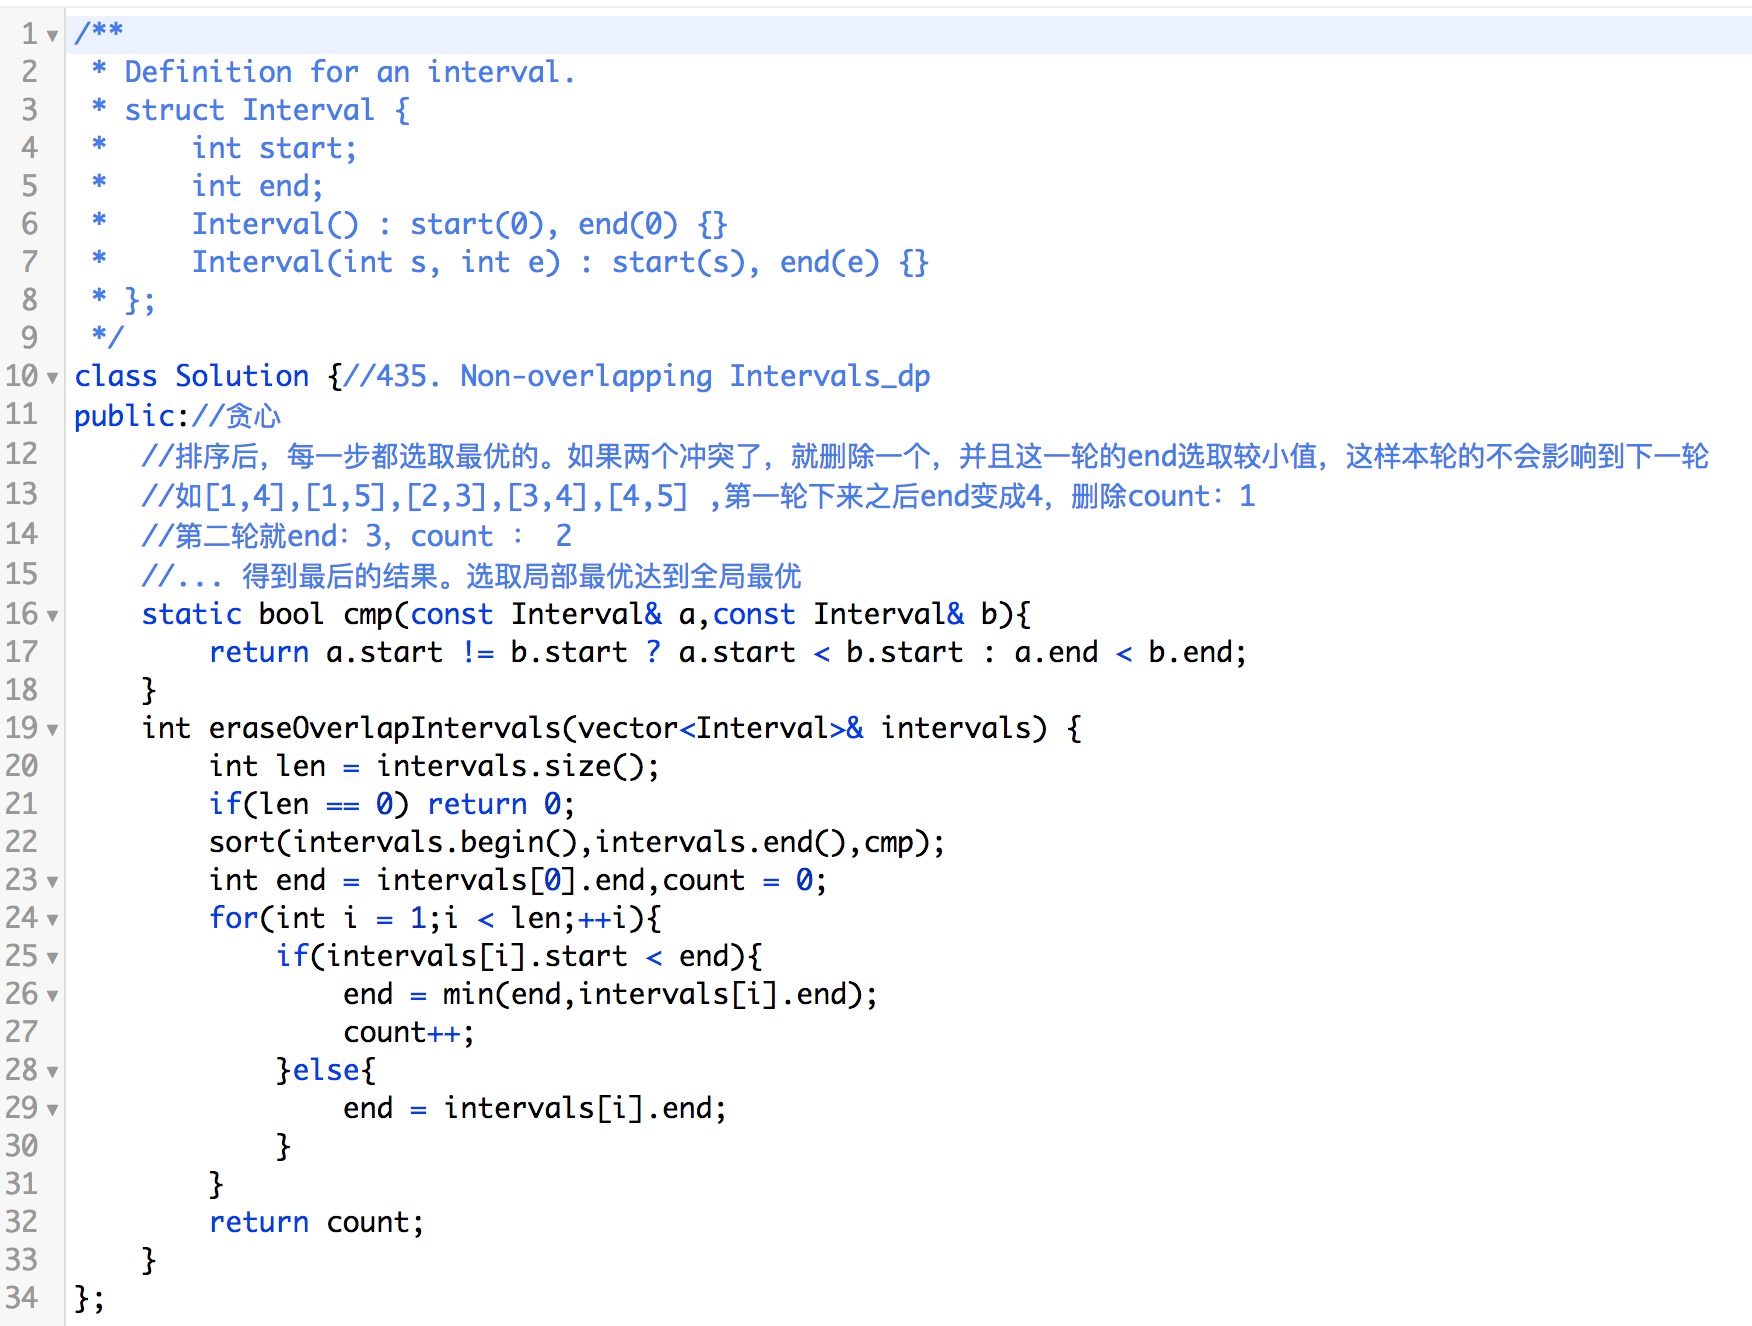 1 /**
2  * Definition for an interval.
3  * struct Interval {
4  *     int start;
5  *     int end;
6  *     Interval() : start(0), end(0) {}
7  *     Interval(int s, int e) : start(s), end(e) {}
8  * };
9  */
10 class Solution {//435. Non-overlapping Intervals_dp
11 public://贪心
12     //排序后，每一步都选取最优的。如果两个冲突了，就删除一个，并且这一轮的end选取较小值，这样本轮的不会影响到下一轮
13     //如[1,4],[1,5],[2,3],[3,4],[4,5] ,第一轮下来之后end变成4，删除count：1
14     //第二轮就end：3，count ： 2
15     //... 得到最后的结果。选取局部最优达到全局最优
16     static bool cmp(const Interval& a,const Interval& b){
17         return a.start != b.start ? a.start < b.start : a.end < b.end;
18     }
19     int eraseOverlapIntervals(vector<Interval>& intervals) {
20         int len = intervals.size();
21         if(len == 0) return 0;
22         sort(intervals.begin(),intervals.end(),cmp);
23         int end = intervals[0].end,count = 0;
24         for(int i = 1;i < len;++i){
25             if(intervals[i].start < end){
26                 end = min(end,intervals[i].end);
27                 count++;
28             }else{
29                 end = intervals[i].end;
30             }
31         }
32         return count;
33     }
34 };